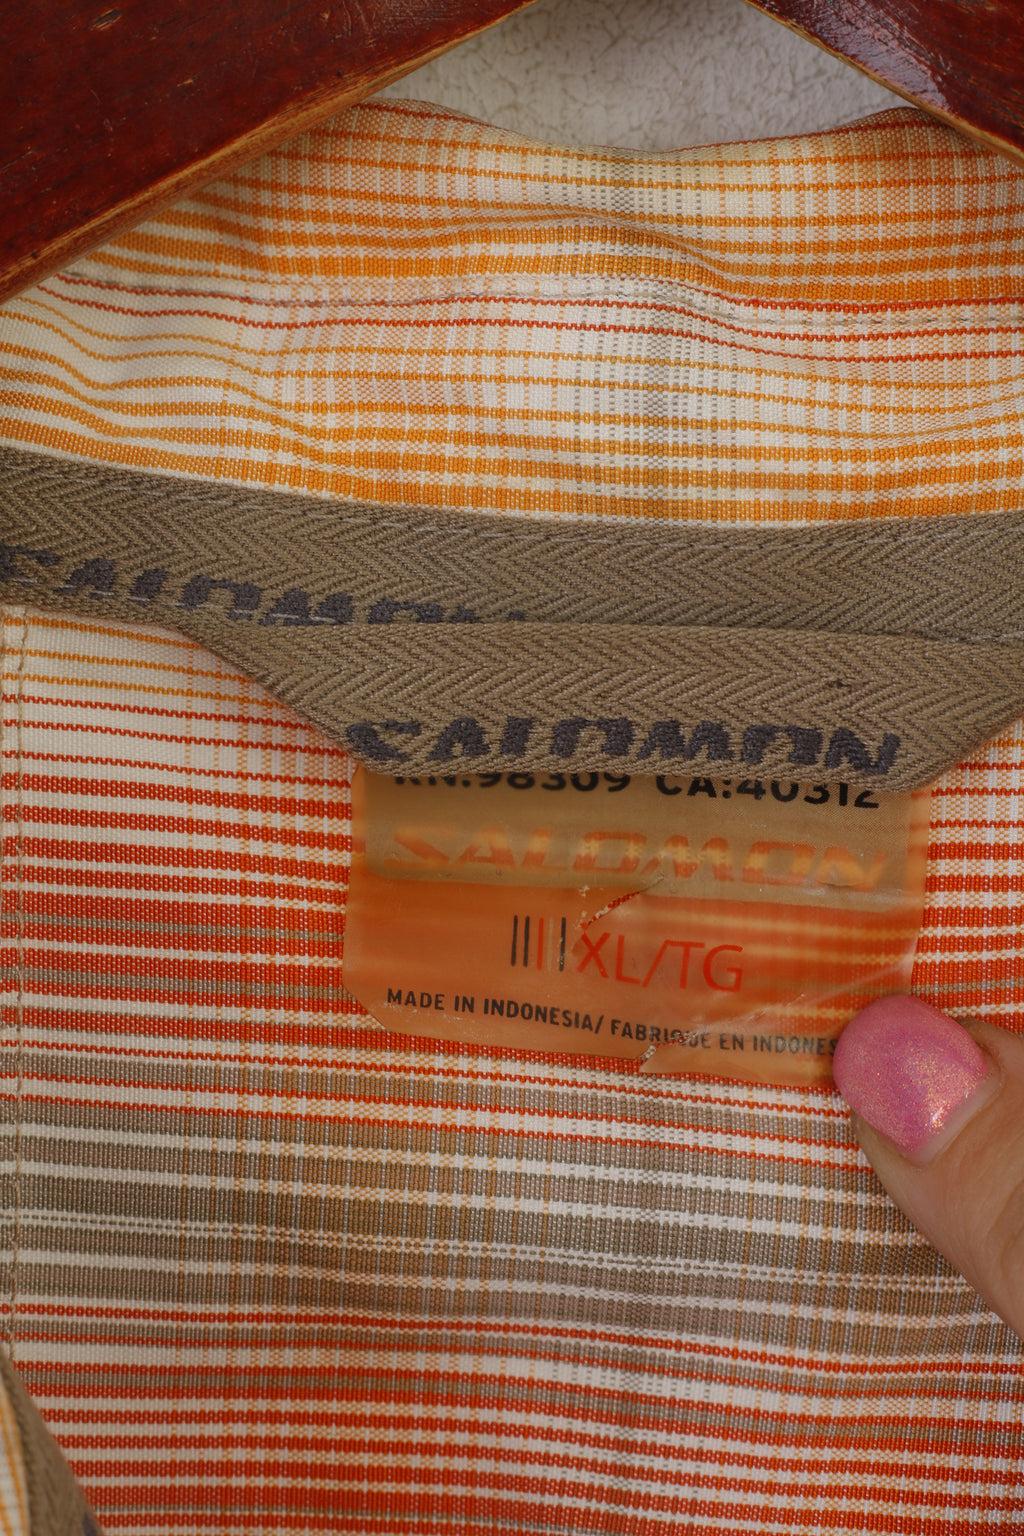 SALOMON
SALOMON
RN:98309 CA:40312
SALOMON
XL/TG
MADE IN INDONESIA/ FABRIQUE EN INDONES